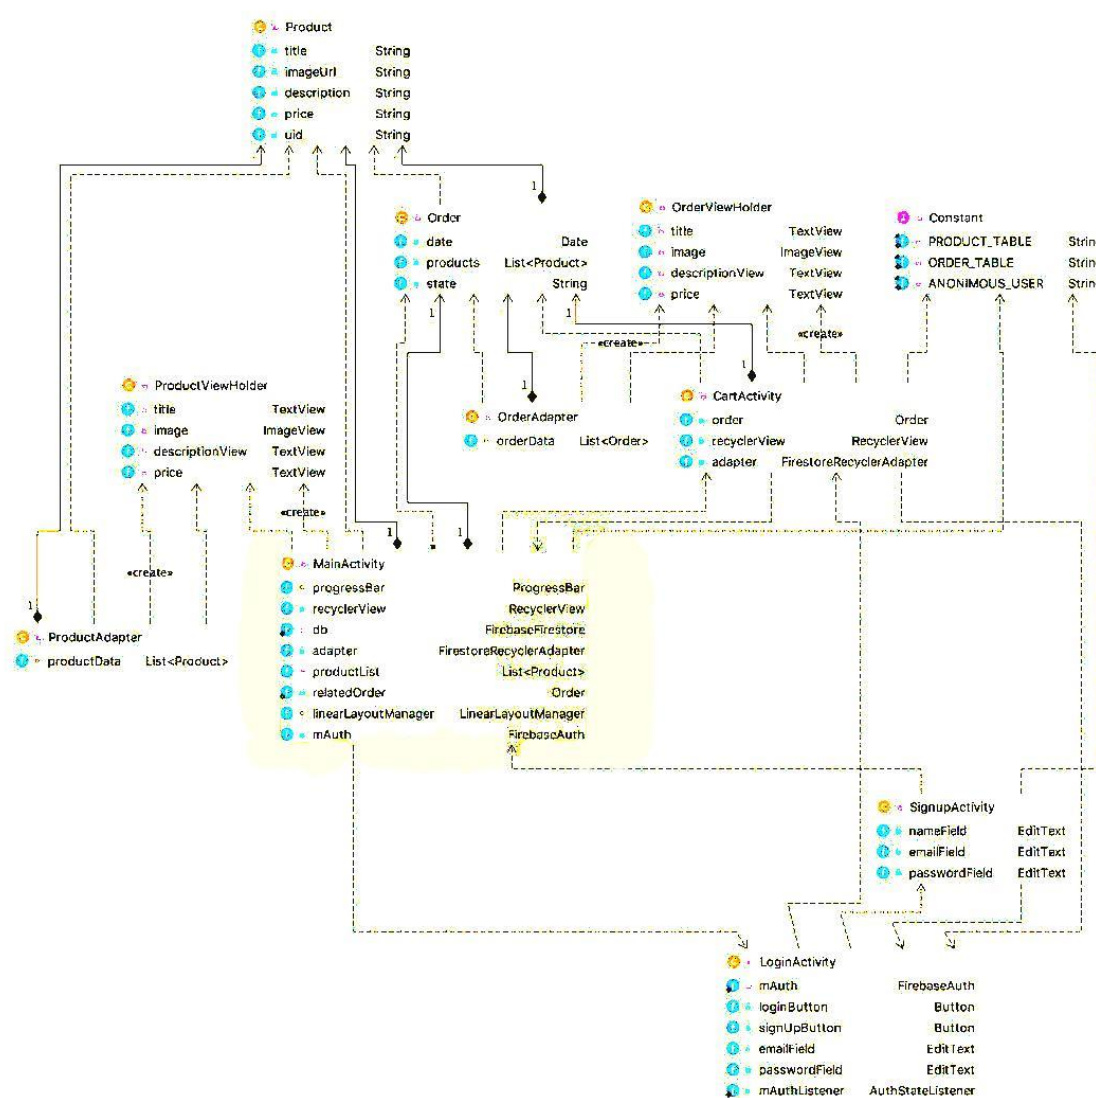 Product
title String
imageUrl String
description String
price String
uid String
1
1
Order
date Date
products List<Product>
state String
OrderViewHolder
title TextView
image ImageView
descriptionView TextView
price TextView
Constant
PRODUCT_TABLE
ORDER_TABLE
ANONIMOUS_USER
1
1
«create»
«create»
1
1
ProductViewHolder
title TextView
image ImageView
descriptionView TextView
price TextView
OrderAdapter
orderData List<Order>
CartActivity
order Order
recyclerView RecyclerView
adapter FirestoreRecyclerAdapter
«create»
1
1
«create»
MainActivity
progressBar ProgressBar
recyclerView RecyclerView
db FirebaseFirestore
adapter FirestoreRecyclerAdapter
productList List<Product>
relatedOrder Order
linearLayoutManager LinearLayoutManager
mAuth FirebaseAuth
1
ProductAdapter
productData List<Product>
SignupActivity
nameField EditText
emailField EditText
passwordField EditText
LoginActivity
mAuth FirebaseAuth
loginButton Button
signUpButton Button
emailField EditText
passwordField EditText
mAuthListener AuthStateListener